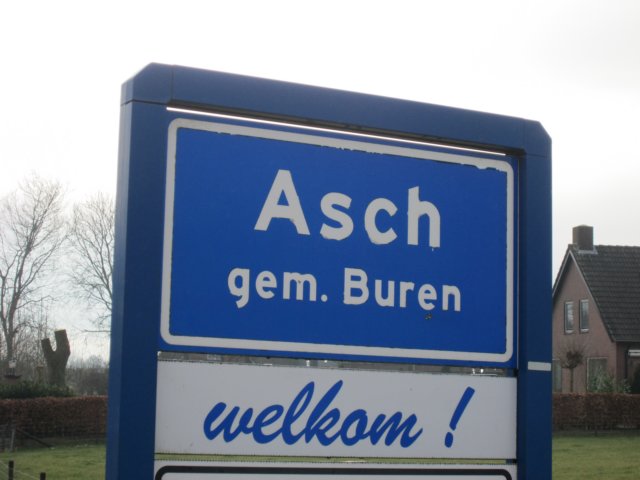 Asch
gem. Buren
welkom !